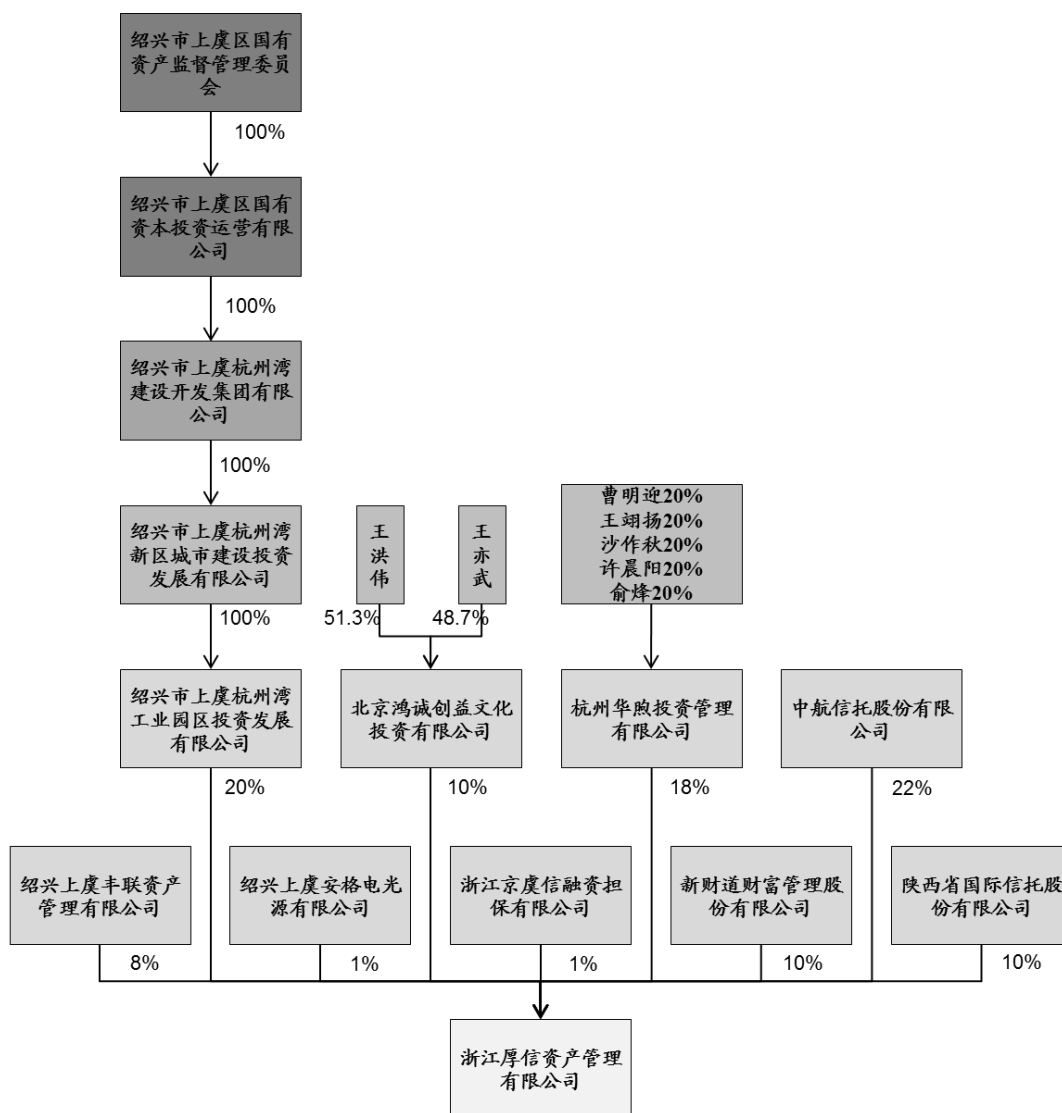 绍兴市上虞区国有
资产监督管理委员
会
100%
绍兴市上虞区国有
资本投资运营有限
公司
100%
绍兴市上虞杭州湾
建设开发集团有限
公司
100%
绍兴市上虞杭州湾
新区城市建设投资
发展有限公司
100%
王
洪
伟
51.3%
王
亦
武
48.7%
曹明迎20%
王翊扬20%
沙作秋20%
许晨阳20%
俞烽20%
绍兴市上虞杭州湾
工业园区投资发展
有限公司
20%
北京鸿诚创益文化
投资有限公司
10%
杭州华煦投资管理
有限公司
18%
中航信托股份有限
公司
22%
绍兴上虞丰联资产
管理有限公司
8%
绍兴上虞安格电光
源有限公司
1%
浙江京虞信融资担
保有限公司
1%
新财道财富管理股
份有限公司
10%
陕西省国际信托股
份有限公司
10%
浙江厚信资产管理
有限公司